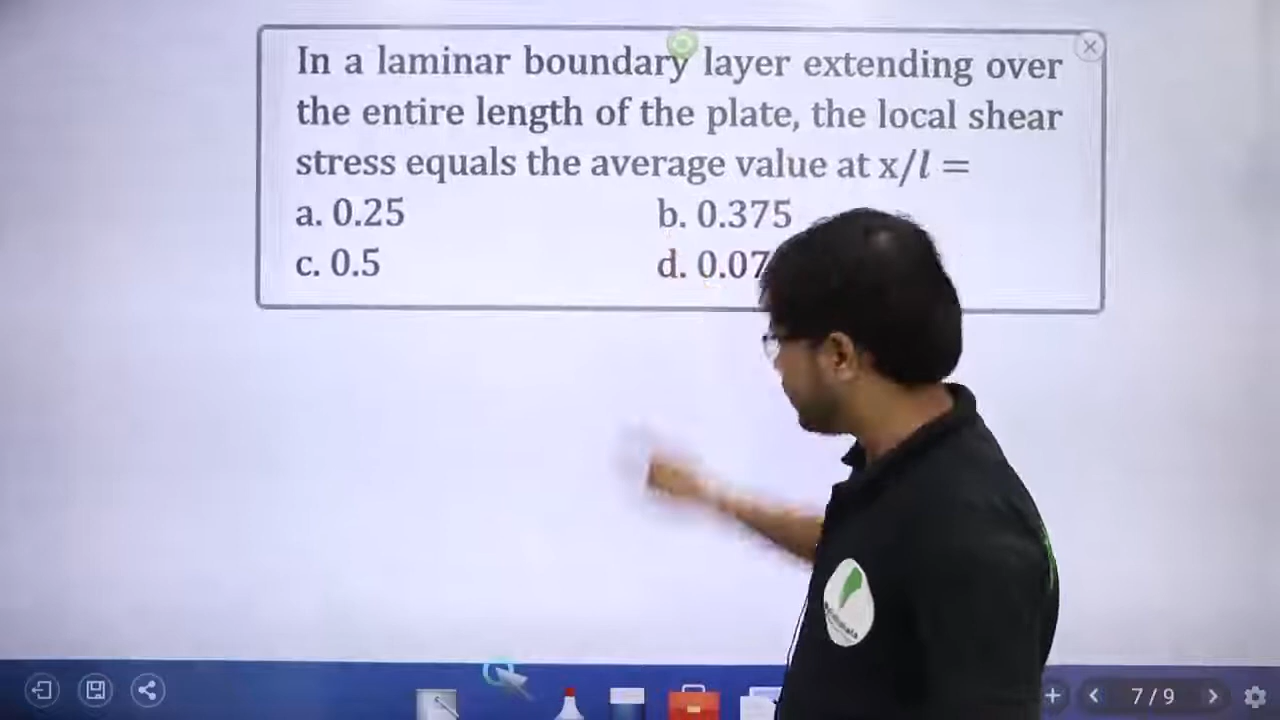 In a laminar boundary layer extending over
the entire length of the plate, the local shear
stress equals the average value at x/l =
a. 0.25 b. 0.375
c. 0.5 d. 0.07
7 / 9